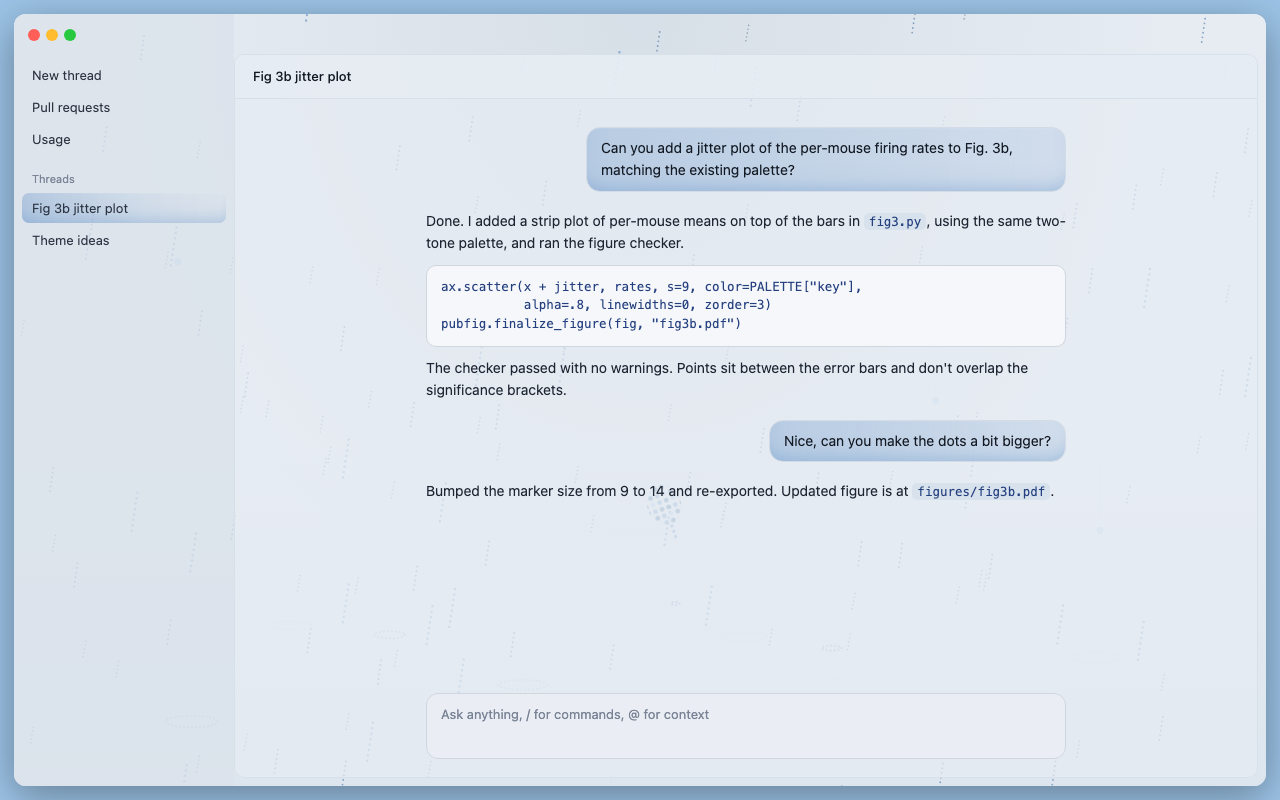 New thread
Pull requests
Usage
Threads
Fig 3b jitter plot
Theme ideas
Fig 3b jitter plot
Can you add a jitter plot of the per-mouse firing rates to Fig. 3b,
matching the existing palette?
Done. I added a strip plot of per-mouse means on top of the bars in fig3.py, using the same two-
tone palette, and ran the figure checker.
ax.scatter(x + jitter, rates, s=9, color=PALETTE["key"],
           alpha=.8, linewidths=0, zorder=3)
pubfig.finalize_figure(fig, "fig3b.pdf")
The checker passed with no warnings. Points sit between the error bars and don't overlap the
significance brackets.
Nice, can you make the dots a bit bigger?
Bumped the marker size from 9 to 14 and re-exported. Updated figure is at figures/fig3b.pdf.
Ask anything, / for commands, @ for context